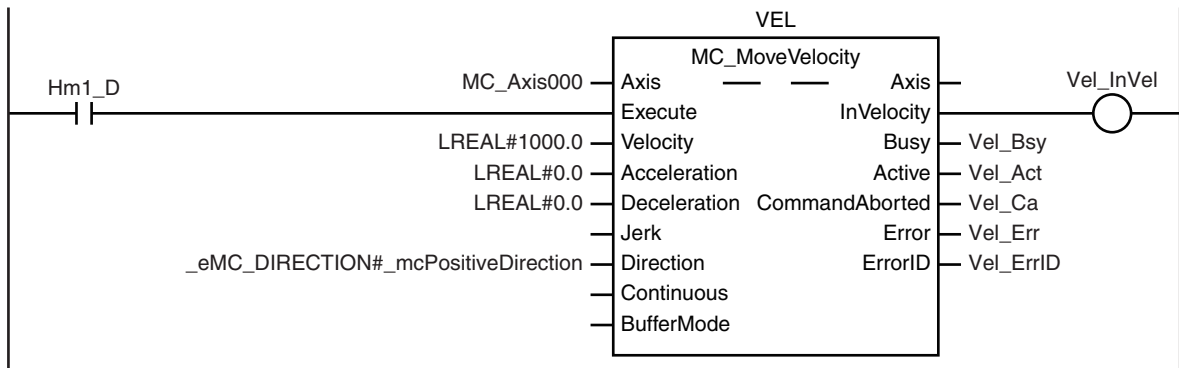 VEL
MC_MoveVelocity
MC_Axis000 Axis Axis
Hm1_D Execute InVelocity Vel_InVel
LREAL#1000.0 Velocity Busy Vel_Bsy
LREAL#0.0 Acceleration Active Vel_Act
LREAL#0.0 Deceleration CommandAborted Vel_Ca
Jerk Error Vel_Err
_eMC_DIRECTION#_mcPositiveDirection Direction ErrorID Vel_ErrID
Continuous
BufferMode